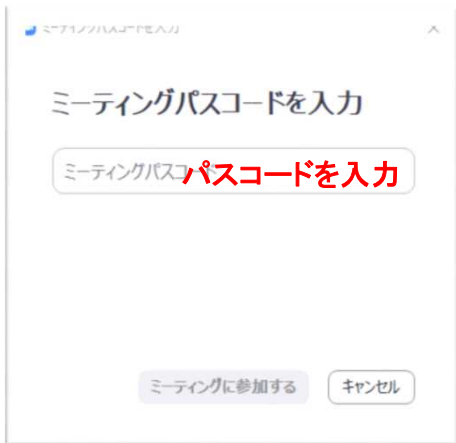 ミーティングパスコードを入力
ミーティングパスコードを入力
ミーティングパスコード
パスコードを入力
ミーティングに参加する
キャンセル